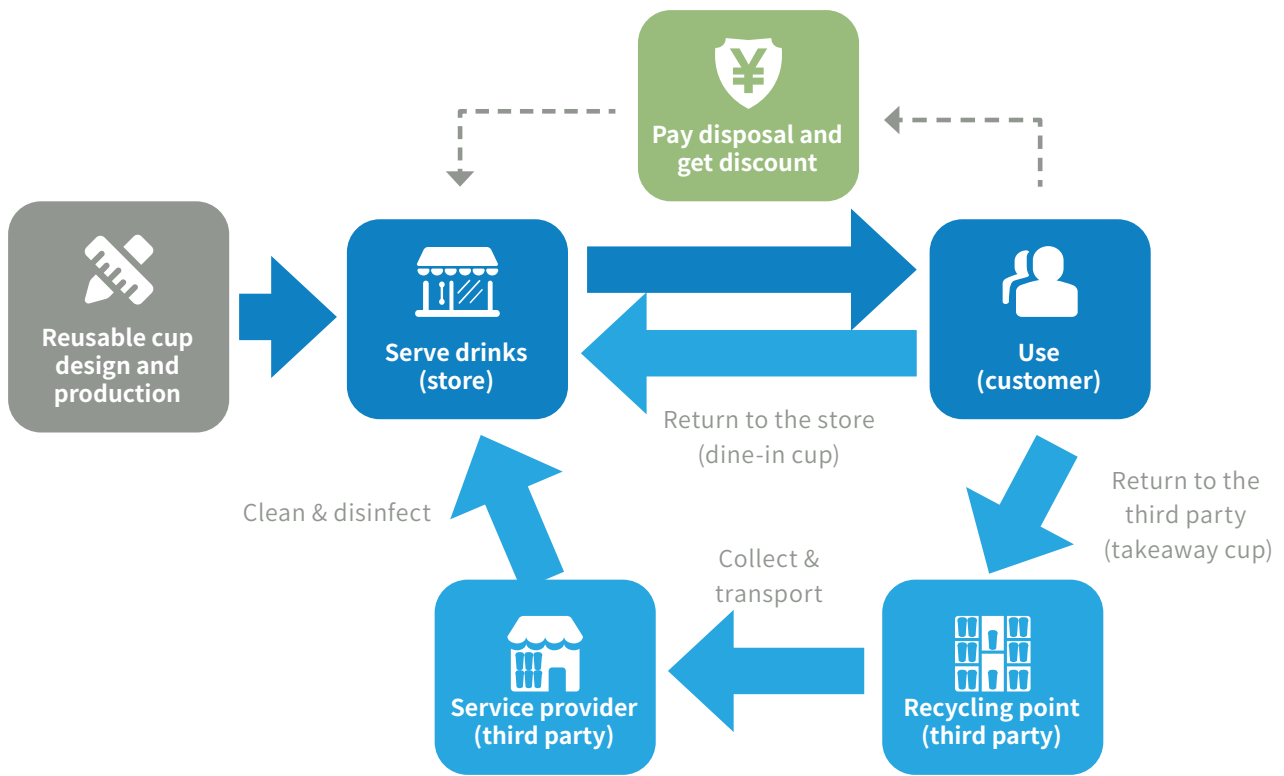 ¥
Pay disposal and
get discount
Reusable cup
design and
production
Serve drinks
(store)
Use
(customer)
Return to the store
(dine-in cup)
Return to the
third party
(takeaway cup)
Clean & disinfect
Collect &
transport
Service provider
(third party)
Recycling point
(third party)